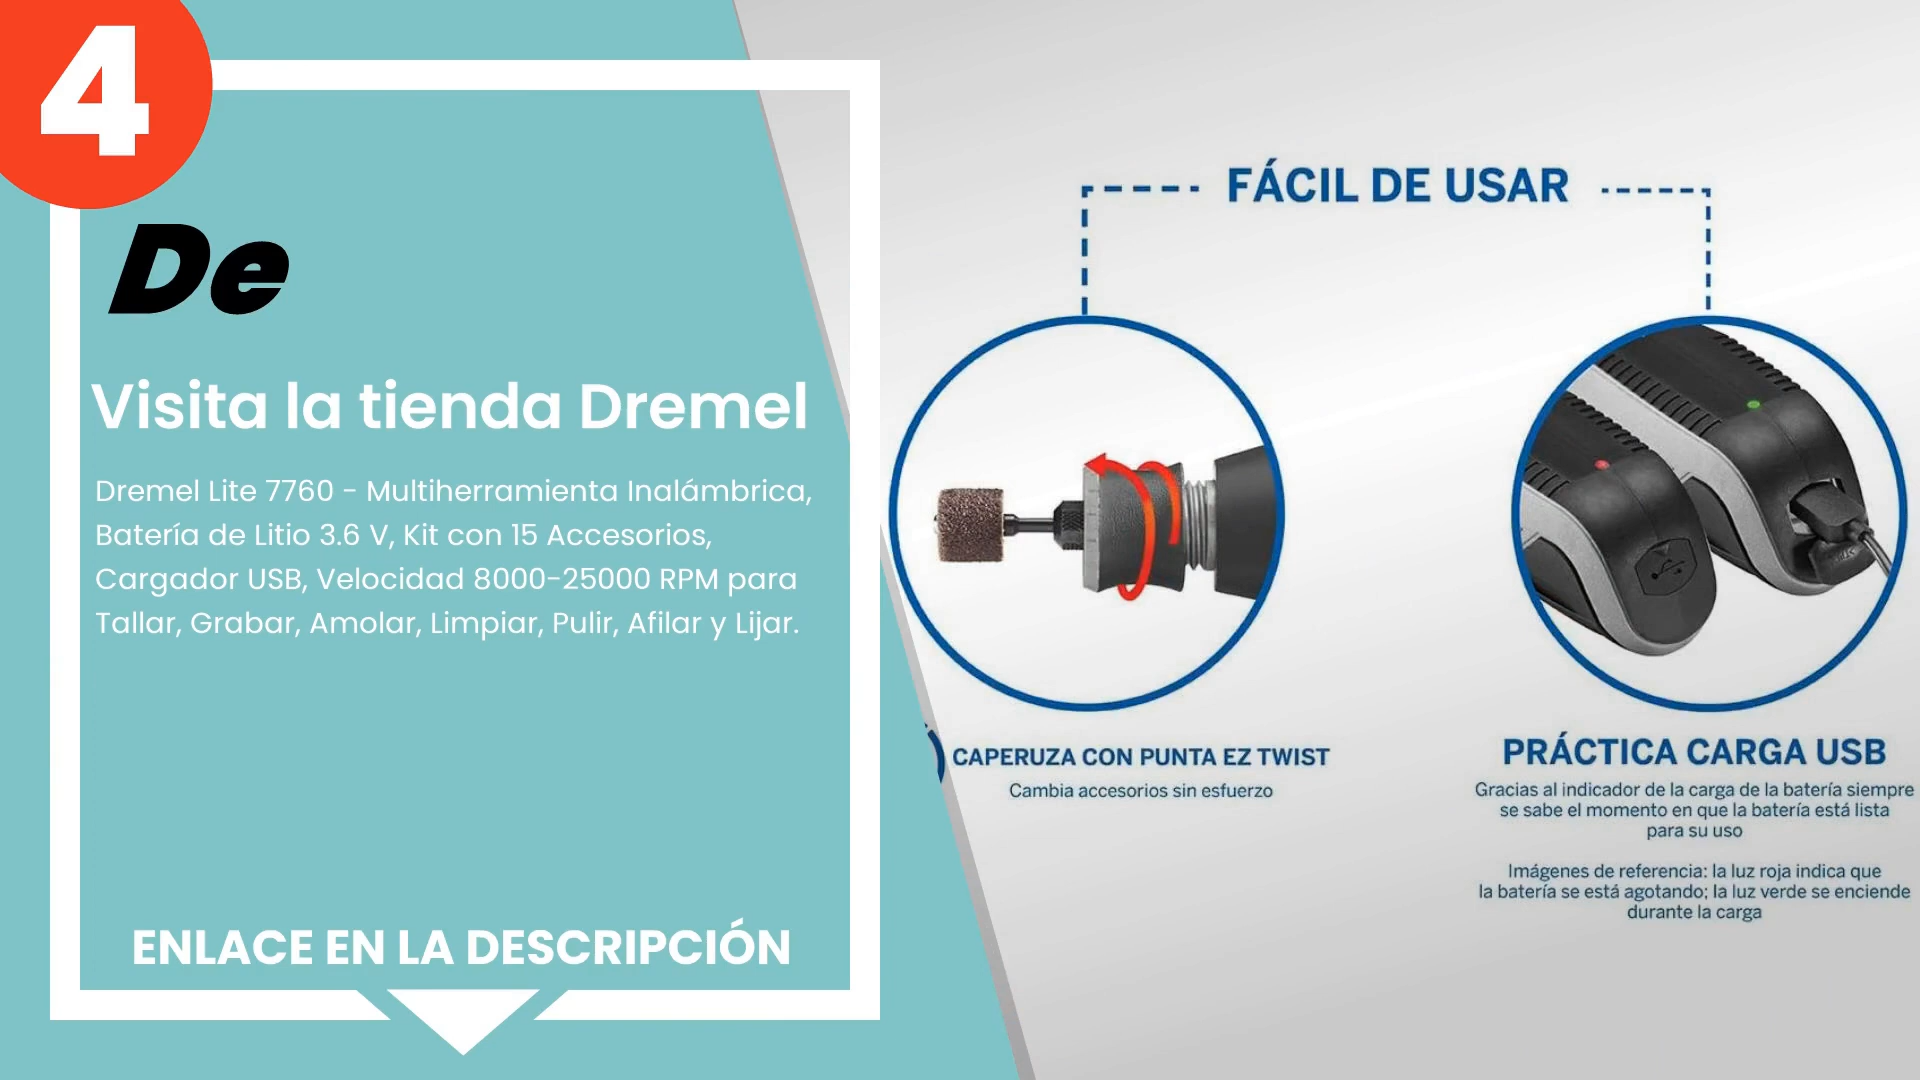 4
De
Visita la tienda Dremel
Dremel Lite 7760 - Multiherramienta Inalámbrica,
Batería de Litio 3.6 V, Kit con 15 Accesorios,
Cargador USB, Velocidad 8000-25000 RPM para
Tallar, Grabar, Amolar, Limpiar, Pulir, Afilar y Lijar.
ENLACE EN LA DESCRIPCIÓN
FÁCIL DE USAR
CAPERUZA CON PUNTA EZ TWIST
Cambia accesorios sin esfuerzo
PRÁCTICA CARGA USB
Gracias al indicador de la carga de la batería siempre
se sabe el momento en que la batería está lista
para su uso
Imágenes de referencia: la luz roja indica que
la batería se está agotando; la luz verde se enciende
durante la carga